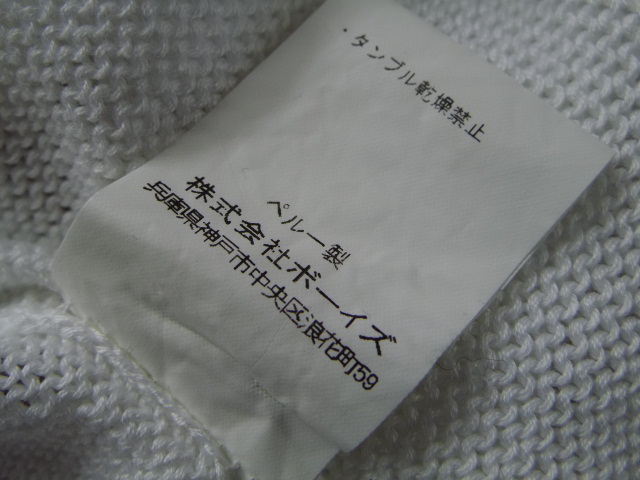 ・タンブル乾燥禁止
ペルー製
株式会社ボーイズ
兵庫県神戸市中央区浪花町59